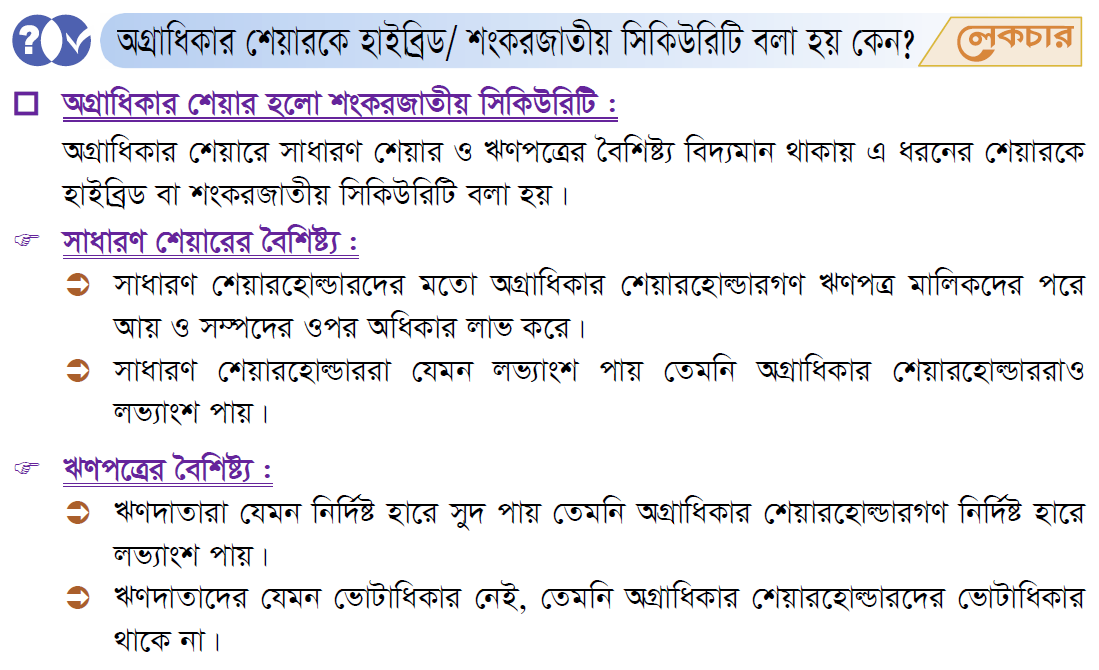 অগ্রাধিকার শেয়ারকে হাইব্রিড/ শংকরজাতীয় সিকিউরিটি বলা হয় কেন?
লেকচার
অগ্রাধিকার শেয়ার হলো শংকরজাতীয় সিকিউরিটি :
অগ্রাধিকার শেয়ারে সাধারণ শেয়ার ও ঋণপত্রের বৈশিষ্ট্য বিদ্যমান থাকায় এ ধরনের শেয়ারকে
হাইব্রিড বা শংকরজাতীয় সিকিউরিটি বলা হয়।
সাধারণ শেয়ারের বৈশিষ্ট্য :
সাধারণ শেয়ারহোল্ডারদের মতো অগ্রাধিকার শেয়ারহোল্ডারগণ ঋণপত্র মালিকদের পরে
আয় ও সম্পদের ওপর অধিকার লাভ করে।
সাধারণ শেয়ারহোল্ডাররা যেমন লভ্যাংশ পায় তেমনি অগ্রাধিকার শেয়ারহোল্ডাররাও
লভ্যাংশ পায়।
ঋণপত্রের বৈশিষ্ট্য :
ঋণদাতারা যেমন নির্দিষ্ট হারে সুদ পায় তেমনি অগ্রাধিকার শেয়ারহোল্ডারগণ নির্দিষ্ট হারে
লভ্যাংশ পায়।
ঋণদাতাদের যেমন ভোটাধিকার নেই, তেমনি অগ্রাধিকার শেয়ারহোল্ডারদের ভোটাধিকার
থাকে না।